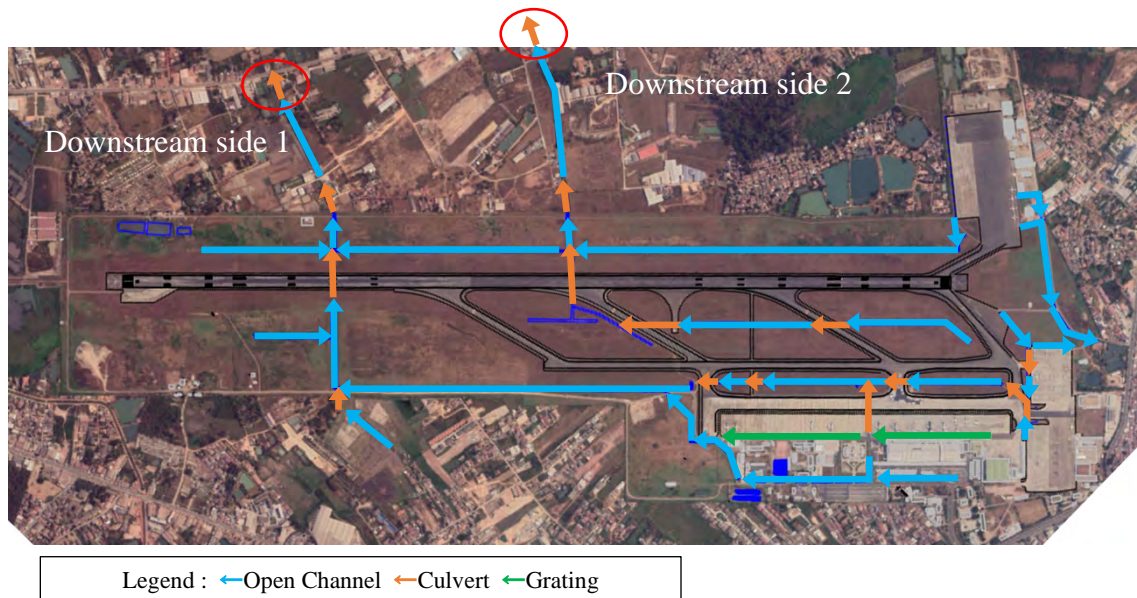 Downstream side 2
Downstream side 1
Legend : Open Channel Culvert Grating